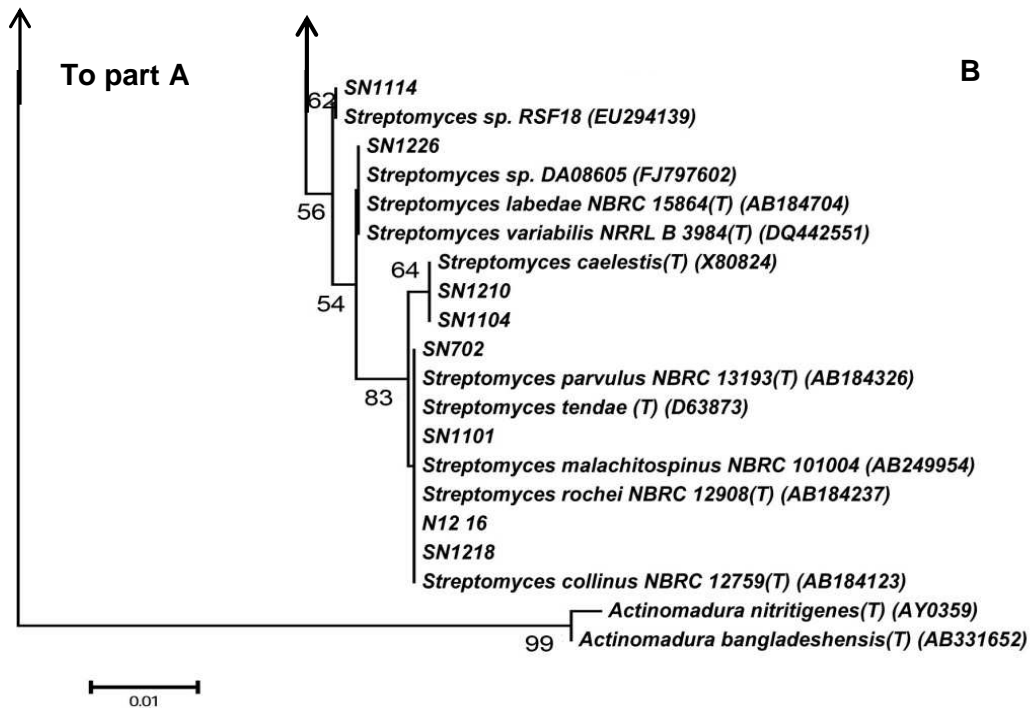 To part A
B
SN1114
62
Streptomyces sp. RSF18 (EU294139)
SN1226
Streptomyces sp. DA08605 (FJ797602)
Streptomyces labedae NBRC 15864(T) (AB184704)
56
Streptomyces variabilis NRRL B 3984(T) (DQ442551)
Streptomyces caelestis(T) (X80824)
64
SN1210
54
SN1104
SN702
Streptomyces parvulus NBRC 13193(T) (AB184326)
83
Streptomyces tendae (T) (D63873)
SN1101
Streptomyces malachitospinus NBRC 101004 (AB249954)
Streptomyces rochei NBRC 12908(T) (AB184237)
N12 16
SN1218
Streptomyces collinus NBRC 12759(T) (AB184123)
Actinomadura nitritigenes(T) (AY0359)
99
Actinomadura bangladeshensis(T) (AB331652)
0.01